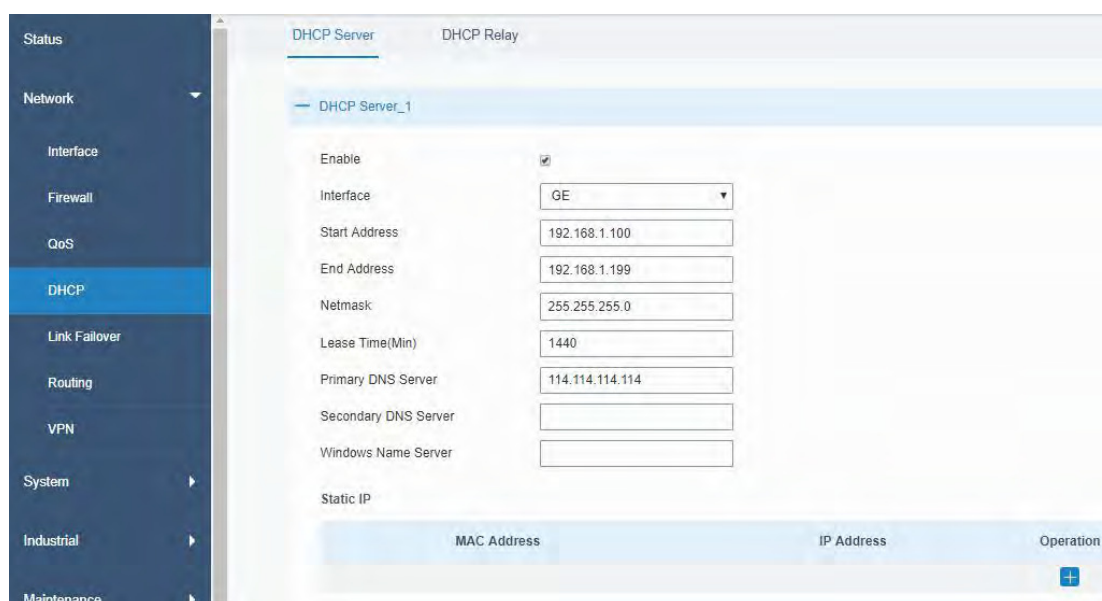 Status
Network
Interface
Firewall
QoS
DHCP
Link Failover
Routing
VPN
System
Industrial
Maintenance
DHCP Server DHCP Relay
DHCP Server_1
Enable
Interface GE
Start Address 192.168.1.100
End Address 192.168.1.199
Netmask 255.255.255.0
Lease Time(Min) 1440
Primary DNS Server 114.114.114.114
Secondary DNS Server
Windows Name Server
Static IP
MAC Address IP Address Operation